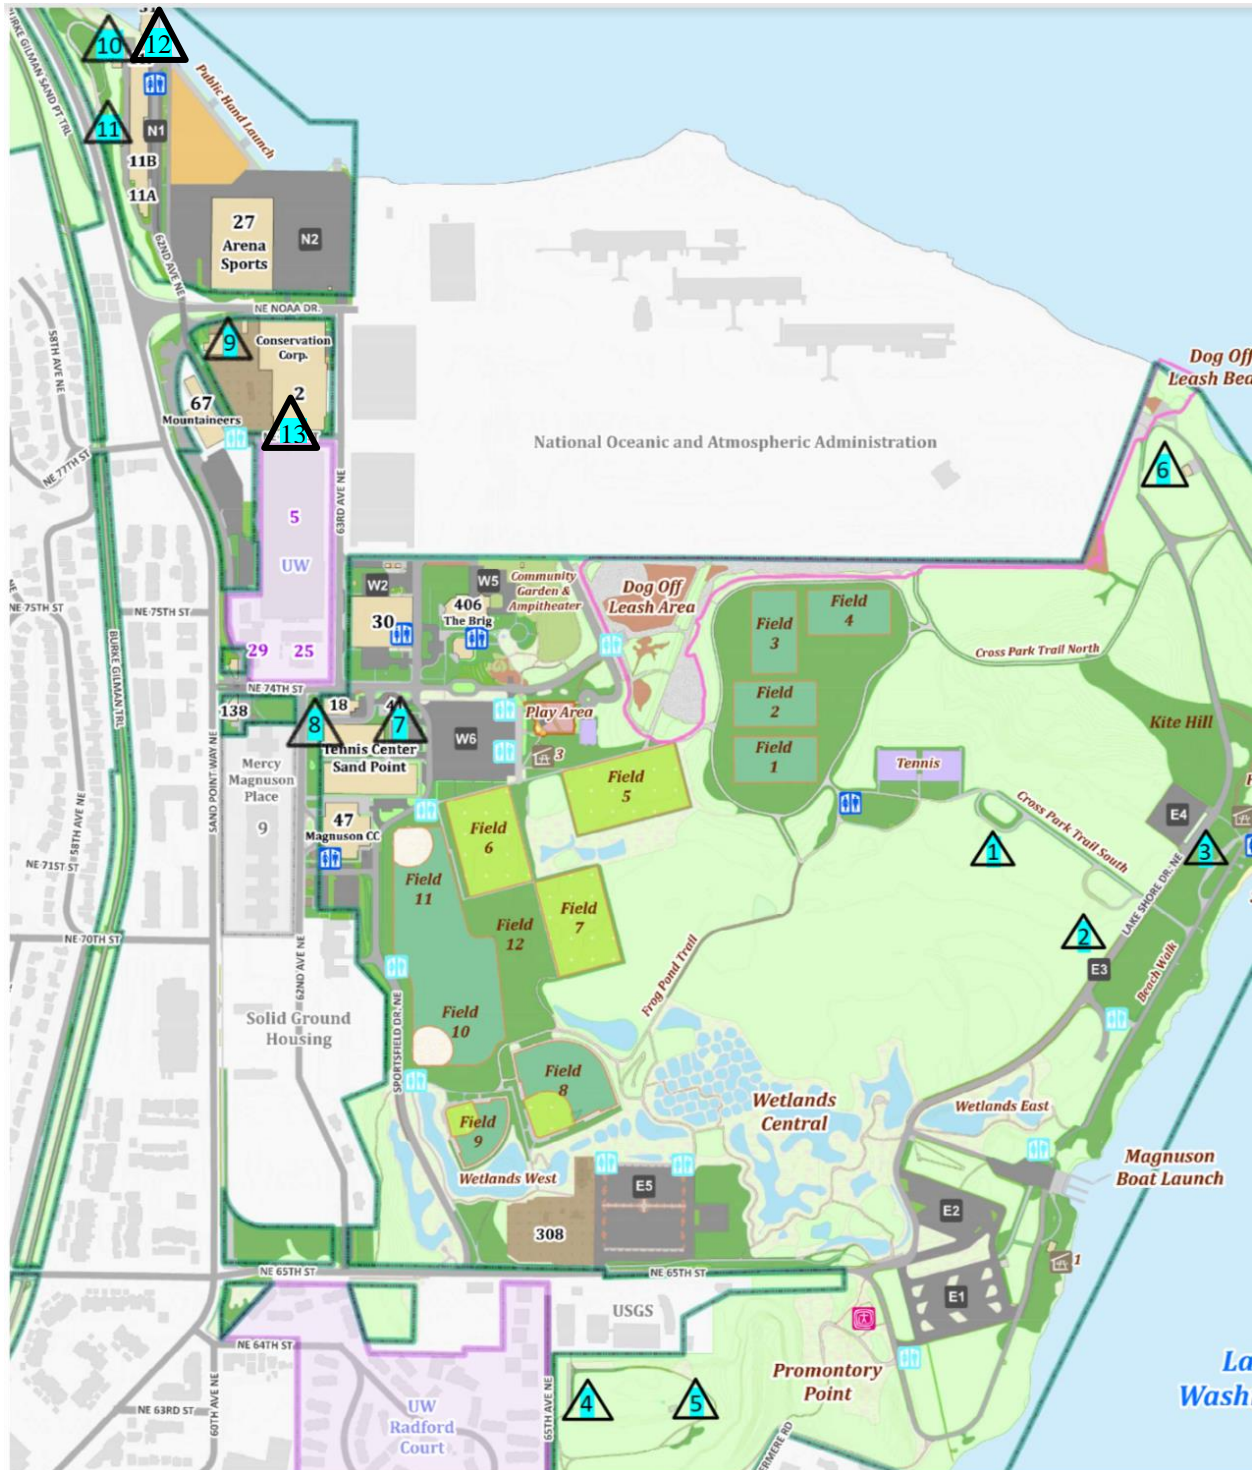 BURKE GILMAN SAND PT TRL
10
12
Public Hand Launch
11
N1
11B
11A
27
Arena
Sports
N2
62ND AVE NE
NE NOAA DR.
58TH AVE NE
9
Conservation
Corp.
2
67
Mountaineers
13
NE 77TH ST
National Oceanic and Atmospheric Administration
Dog Off
Leash Bea
6
63RD AVE NE
5
UW
29
25
NE 75TH ST
NE 75TH ST
BURKE GILMAN TRL
W2
30
W5
406
The Brig
Community
Garden &
Ampitheater
Dog Off
Leash Area
Field
3
Field
4
Field
2
Field
1
Cross Park Trail North
Kite Hill
NE 74TH ST
138
8
18
7
Tennis Center
Sand Point
W6
Play Area
3
Field
5
Tennis
Cross Park Trail South
E4
3
1
2
LAKE SHORE DR. NE
E3
Beach Walk
SAND POINT WAY NE
Mercy
Magnuson
Place
9
47
Magnuson CC
58TH AVE NE
NE 71ST ST
NE 70TH ST
Field
6
Field
11
Field
7
Field
12
Field
10
Frog Pond Trail
62ND AVE NE
Solid Ground
Housing
SPORTSFIELD DR. NE
Field
8
Field
9
Wetlands West
Wetlands
Central
Wetlands East
Magnuson
Boat Launch
E5
308
E2
E1
1
NE 65TH ST
NE 65TH ST
USGS
NE 64TH ST
NE 63RD ST
60TH AVE NE
UW
Radford
Court
65TH AVE NE
4
5
Promontory
Point
ERMERE RD
La
Wash